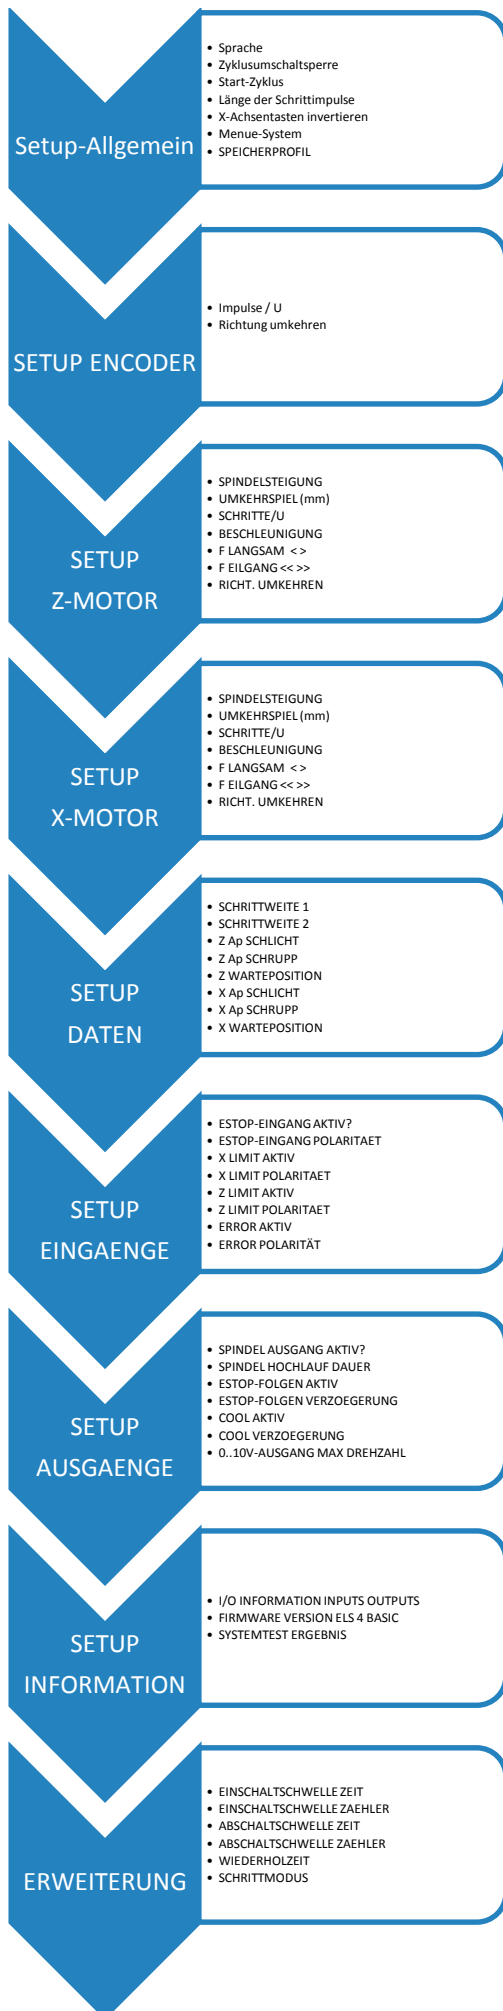 Setup-Allgemein
• Sprache
• Zyklusumschaltsperre
• Start-Zyklus
• Länge der Schrittimpulse
• X-Achsentasten invertieren
• Menue-System
• SPEICHERPROFIL
SETUP ENCODER
• Impulse / U
• Richtung umkehren
SETUP
Z-MOTOR
• SPINDELSTEIGUNG
• UMKEHRSPIEL (mm)
• SCHRITTE/U
• BESCHLEUNIGUNG
• F LANGSAM < >
• F EILGANG << >>
• RICHT. UMKEHREN
SETUP
X-MOTOR
• SPINDELSTEIGUNG
• UMKEHRSPIEL (mm)
• SCHRITTE/U
• BESCHLEUNIGUNG
• F LANGSAM < >
• F EILGANG << >>
• RICHT. UMKEHREN
SETUP
DATEN
• SCHRITTWEITE 1
• SCHRITTWEITE 2
• Z Ap SCHLICHT
• Z Ap SCHRUPP
• Z WARTEPOSITION
• X Ap SCHLICHT
• X Ap SCHRUPP
• X WARTEPOSITION
SETUP
EINGAENGE
• ESTOP-EINGANG AKTIV?
• ESTOP-EINGANG POLARITAET
• X LIMIT AKTIV
• X LIMIT POLARITAET
• Z LIMIT AKTIV
• Z LIMIT POLARITAET
• ERROR AKTIV
• ERROR POLARITÄT
SETUP
AUSGAENGE
• SPINDEL AUSGANG AKTIV?
• SPINDEL HOCHLAUF DAUER
• ESTOP-FOLGEN AKTIV
• ESTOP-FOLGEN VERZOEGERUNG
• COOL AKTIV
• COOL VERZOEGERUNG
• 0..10V-AUSGANG MAX DREHZAHL
SETUP
INFORMATION
• I/O INFORMATION INPUTS OUTPUTS
• FIRMWARE VERSION ELS 4 BASIC
• SYSTEMTEST ERGEBNIS
ERWEITERUNG
• EINSCHALTSCHWELLE ZEIT
• EINSCHALTSCHWELLE ZAEHLER
• ABSCHALTSCHWELLE ZEIT
• ABSCHALTSCHWELLE ZAEHLER
• WIEDERHOLZEIT
• SCHRITTMODUS